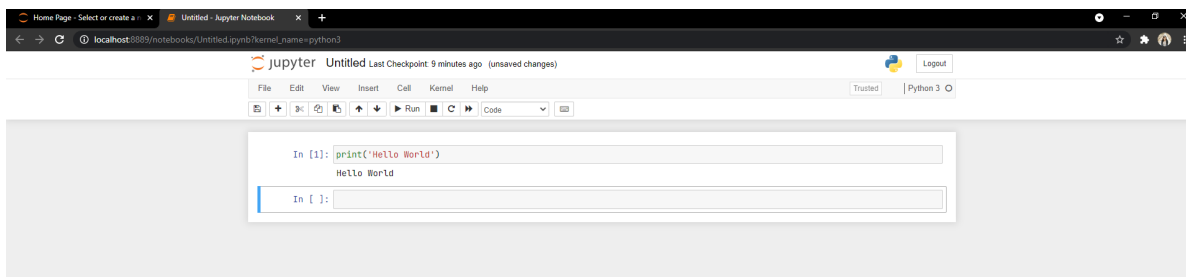 Home Page - Select or create a n
Untitled - Jupyter Notebook
localhost:8889/notebooks/Untitled.ipynb?kernel_name=python3
jupyter Untitled Last Checkpoint: 9 minutes ago (unsaved changes)
Logout
File Edit View Insert Cell Kernel Help
Trusted Python 3
Run Code
In [1]: print('Hello World')
Hello World
In [ ]: